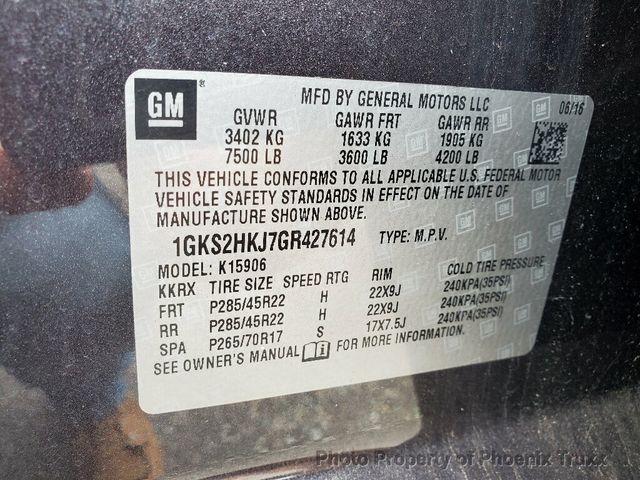 GM ®
MFD BY GENERAL MOTORS LLC
06/16
GVWR GAWR FRT GAWR RR
3402 KG 1633 KG 1905 KG
7500 LB 3600 LB 4200 LB
THIS VEHICLE CONFORMS TO ALL APPLICABLE U.S. FEDERAL MOTOR
VEHICLE SAFETY STANDARDS IN EFFECT ON THE DATE OF
MANUFACTURE SHOWN ABOVE.
1GKS2HKJ7GR427614 TYPE: M.P.V.
MODEL: K15906
KKRX TIRE SIZE SPEED RTG RIM COLD TIRE PRESSURE
FRT P285/45R22 H 22X9J 240KPA(35PSI)
RR P285/45R22 H 22X9J 240KPA(35PSI)
SPA P265/70R17 S 17X7.5J 240KPA(35PSI)
SEE OWNER'S MANUAL FOR MORE INFORMATION.
Photo Property of Phoenix Truxx